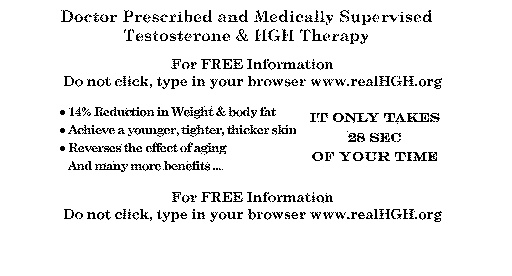 Doctor Prescribed and Medically Supervised
Testosterone & HGH Therapy
For FREE Information
Do not click, type in your browser www.realHGH.org
• 14% Reduction in Weight & body fat
• Achieve a younger, tighter, thicker skin
• Reverses the effect of aging
And many more benefits ...
IT ONLY TAKES
28 SEC
OF YOUR TIME
For FREE Information
Do not click, type in your browser www.realHGH.org